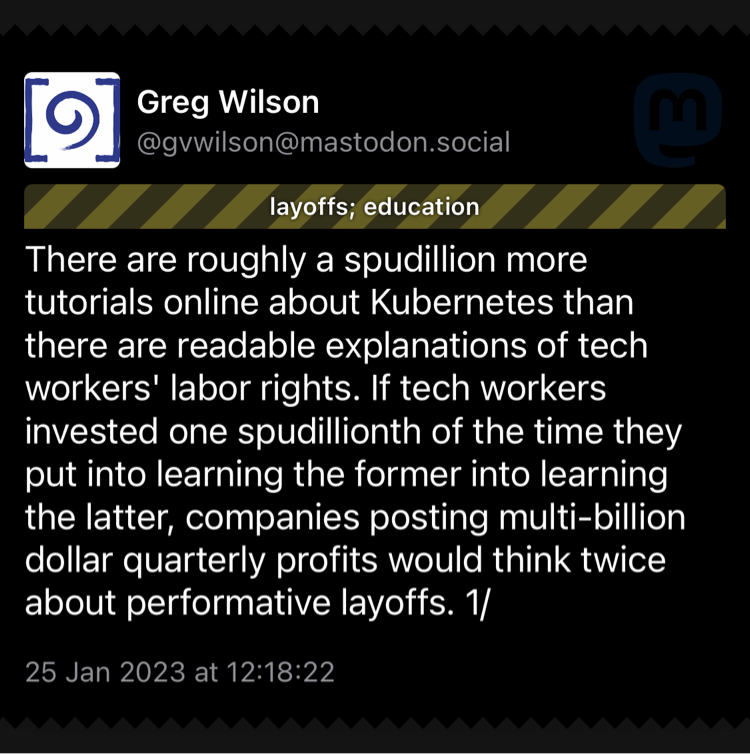 Greg Wilson
@gvwilson@mastodon.social
layoffs; education
There are roughly a spudillion more
tutorials online about Kubernetes than
there are readable explanations of tech
workers' labor rights. If tech workers
invested one spudillionth of the time they
put into learning the former into learning
the latter, companies posting multi-billion
dollar quarterly profits would think twice
about performative layoffs. 1/
25 Jan 2023 at 12:18:22